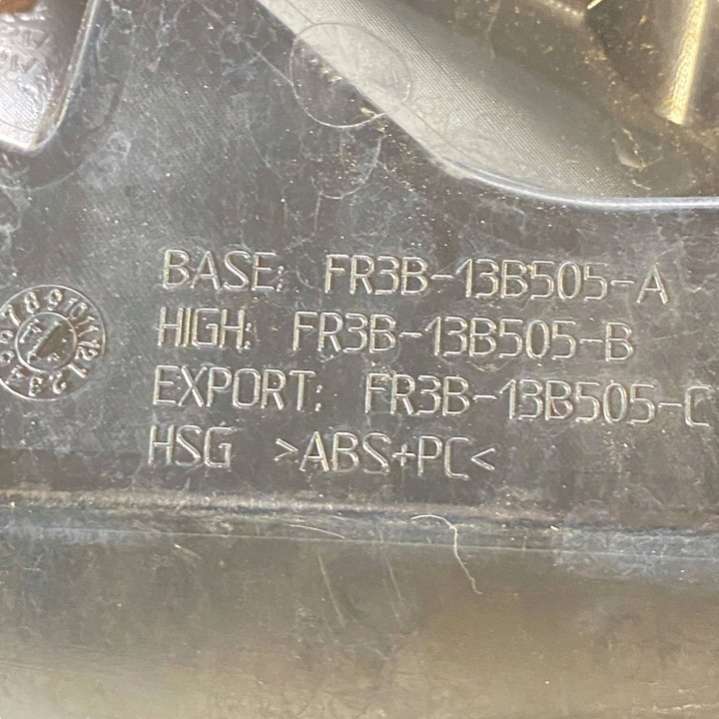 BASE: FR3B-13B505-A
HIGH: FR3B-13B505-B
EXPORT: FR3B-13B505-C
HSG >ABS+PC<